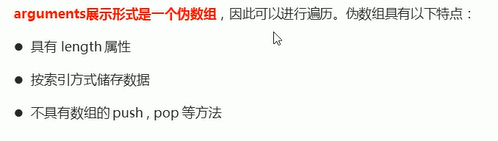 arguments展示形式是一个伪数组，因此可以进行遍历。伪数组具有以下特点：
● 具有 length 属性
● 按索引方式储存数据
● 不具有数组的 push , pop 等方法